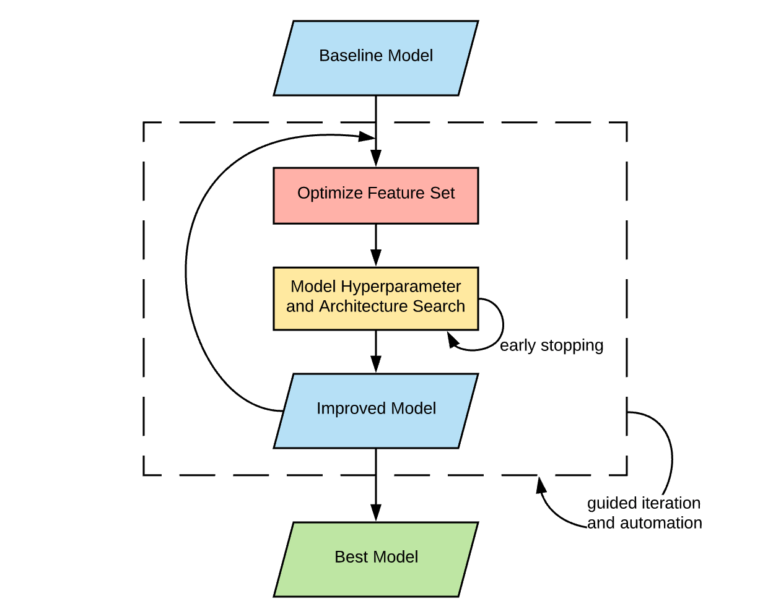 Baseline Model
Optimize Feature Set
Model Hyperparameter
and Architecture Search
early stopping
Improved Model
guided iteration
and automation
Best Model